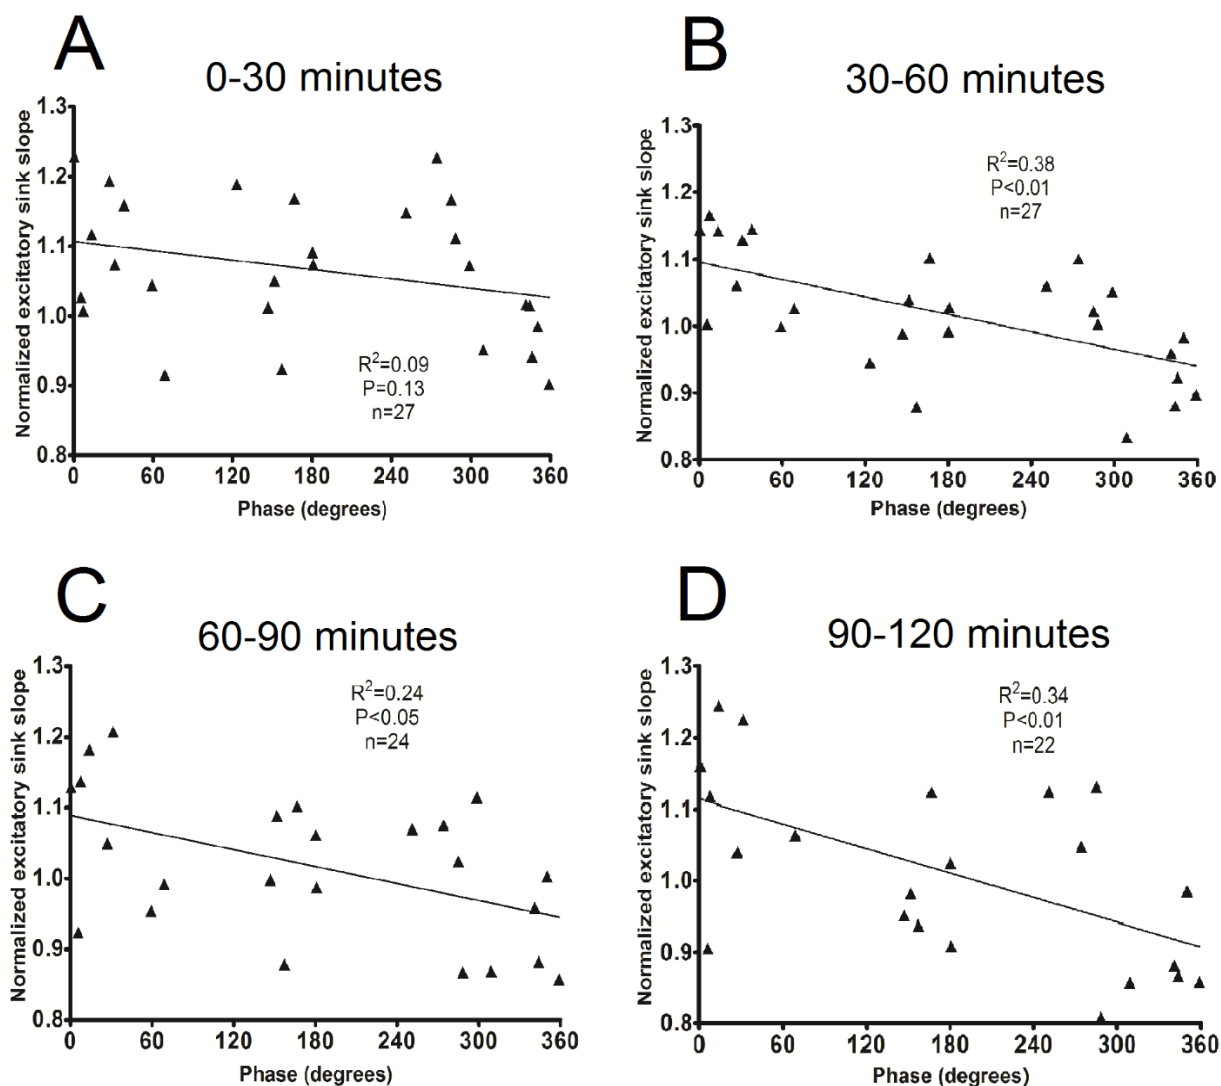 A
0-30 minutes
Normalized excitatory sink slope
1.3
1.2
1.1
1.0
0.9
0.8
R²=0.09
P=0.13
n=27
0 60 120 180 240 300 360
Phase (degrees)
B
30-60 minutes
Normalized excitatory sink slope
1.3
1.2
1.1
1.0
0.9
0.8
R²=0.38
P<0.01
n=27
0 60 120 180 240 300 360
Phase (degrees)
C
60-90 minutes
Normalized excitatory sink slope
1.3
1.2
1.1
1.0
0.9
0.8
R²=0.24
P<0.05
n=24
0 60 120 180 240 300 360
Phase (degrees)
D
90-120 minutes
Normalized excitatory sink slope
1.3
1.2
1.1
1.0
0.9
0.8
R²=0.34
P<0.01
n=22
0 60 120 180 240 300 360
Phase (degrees)